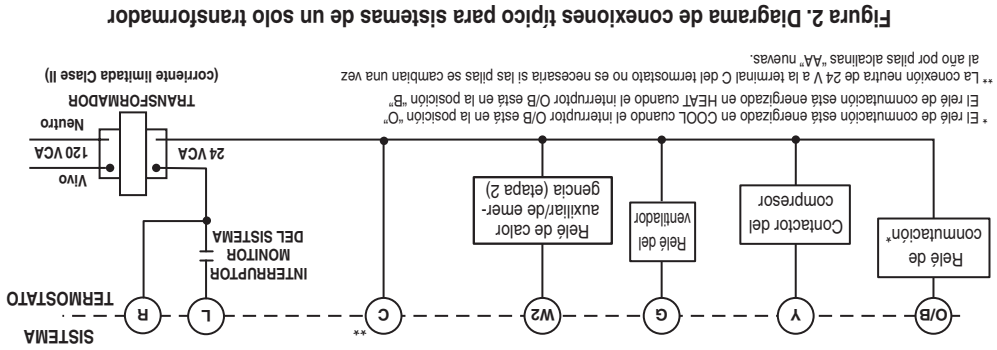 SISTEMA
TERMOSTATO
O/B
Y
G
W2
C **
L
R
Relé de
conmutación*
Contactor del
compresor
Relé del
ventilador
Relé de calor
auxiliar/de emer-
gencia (etapa 2)
INTERRUPTOR
MONITOR
DEL SISTEMA
24 VCA
Vivo
120 VCA
Neutro
TRANSFORMADOR
(corriente limitada Clase II)
* El relé de conmutación está energizado en COOL cuando el interruptor O/B está en la posición "O"
El relé de conmutación está energizado en HEAT cuando el interruptor O/B está en la posición "B"
** La conexión neutra de 24 V a la terminal C del termostato no es necesaria si las pilas se cambian una vez
al año por pilas alcalinas "AA" nuevas.
Figura 2. Diagrama de conexiones típico para sistemas de un solo transformador